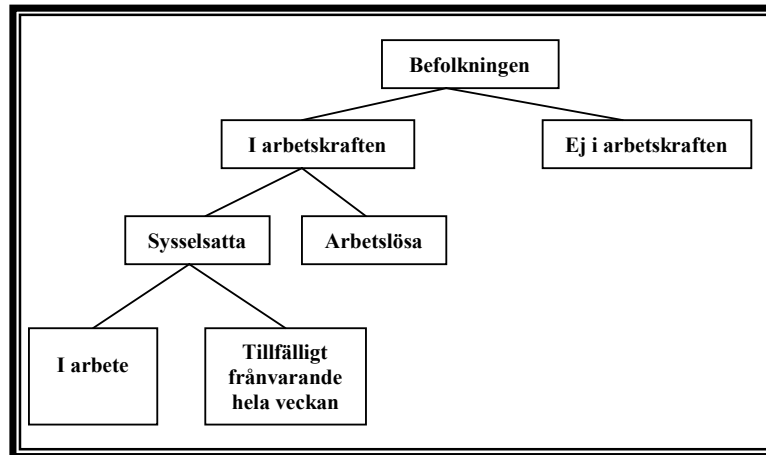 Befolkningen
I arbetskraften
Ej i arbetskraften
Sysselsatta
Arbetslösa
I arbete
Tillfälligt
frånvarande
hela veckan